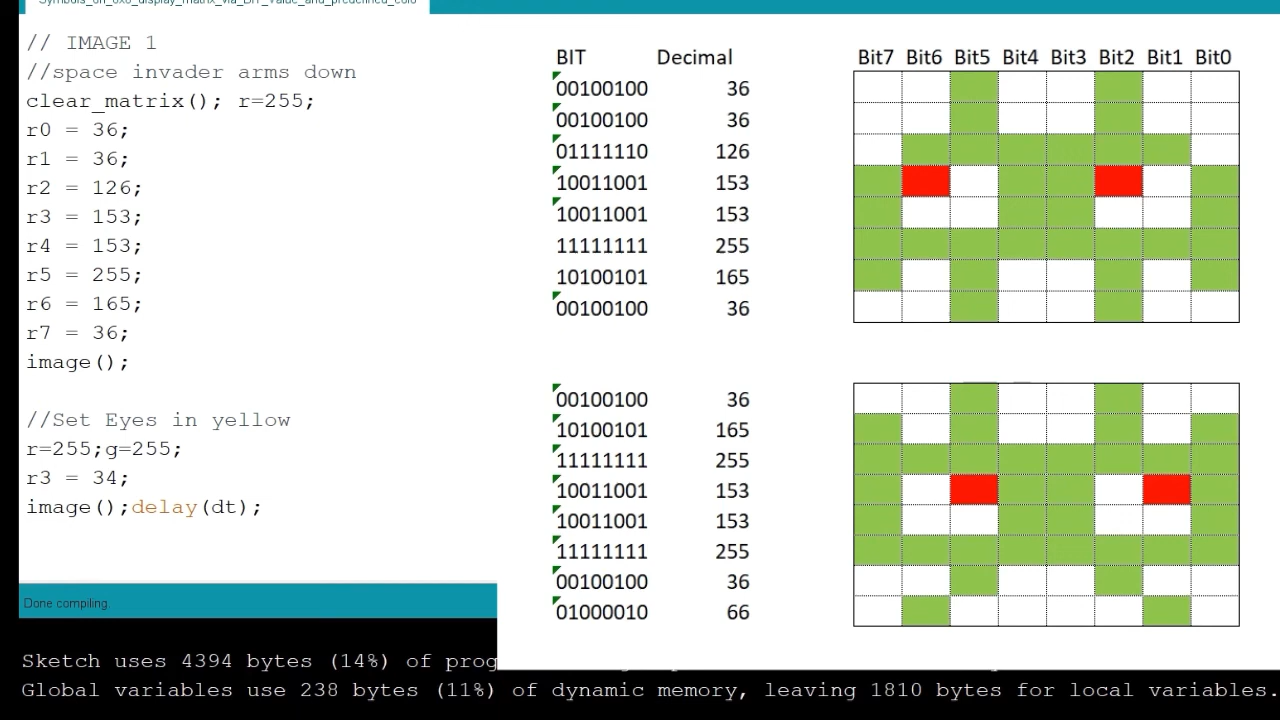 Symbols_on_8x8_display_matrix_via_BIT_value_and_predefined_colo
// IMAGE 1
//space invader arms down
clear_matrix(); r=255;
r0 = 36;
r1 = 36;
r2 = 126;
r3 = 153;
r4 = 153;
r5 = 255;
r6 = 165;
r7 = 36;
image();
//Set Eyes in yellow
r=255;g=255;
r3 = 34;
image();delay(dt);
BIT Decimal
00100100 36
00100100 36
01111110 126
10011001 153
10011001 153
11111111 255
10100101 165
00100100 36
Bit7 Bit6 Bit5 Bit4 Bit3 Bit2 Bit1 Bit0
00100100 36
10100101 165
11111111 255
10011001 153
10011001 153
11111111 255
00100100 36
01000010 66
Done compiling.
Sketch uses 4394 bytes (14%) of prog
Global variables use 238 bytes (11%) of dynamic memory, leaving 1810 bytes for local variables.